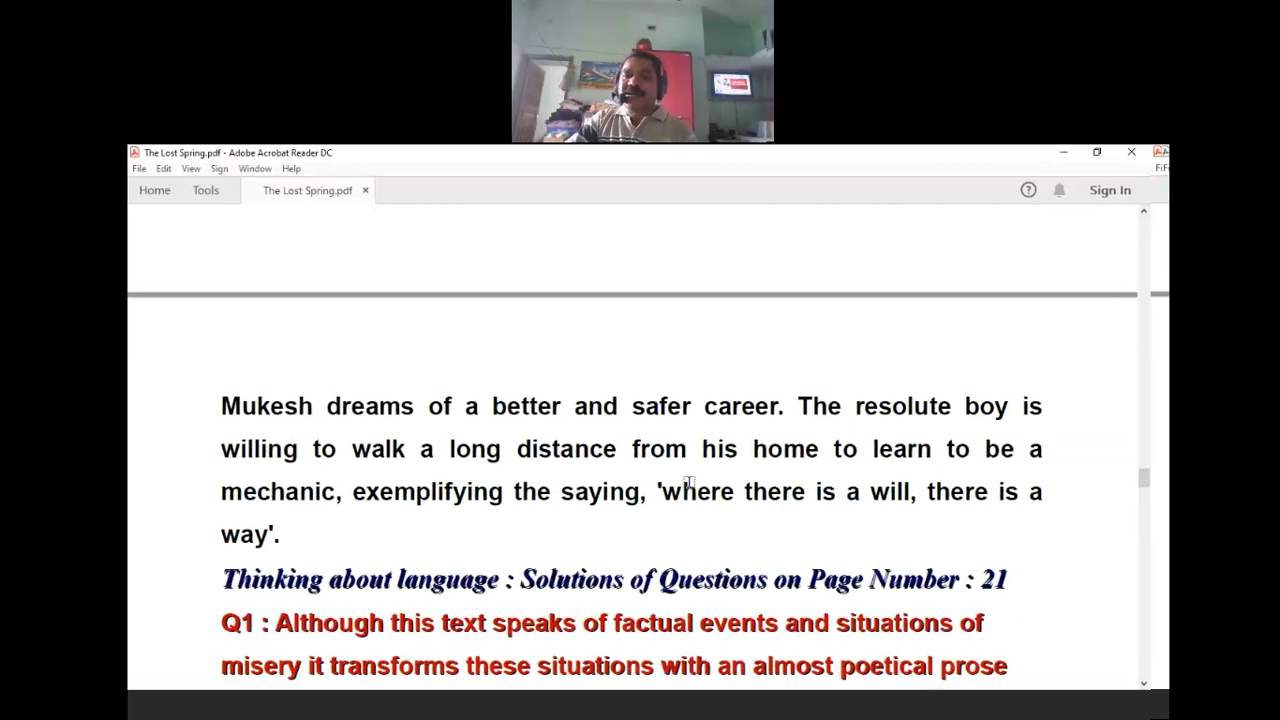 The Lost Spring.pdf - Adobe Acrobat Reader DC
File Edit View Sign Window Help
Home Tools The Lost Spring.pdf × Sign In
Mukesh dreams of a better and safer career. The resolute boy is
willing to walk a long distance from his home to learn to be a
mechanic, exemplifying the saying, 'where there is a will, there is a
way'.
Thinking about language : Solutions of Questions on Page Number : 21
Q1 : Although this text speaks of factual events and situations of
misery it transforms these situations with an almost poetical prose